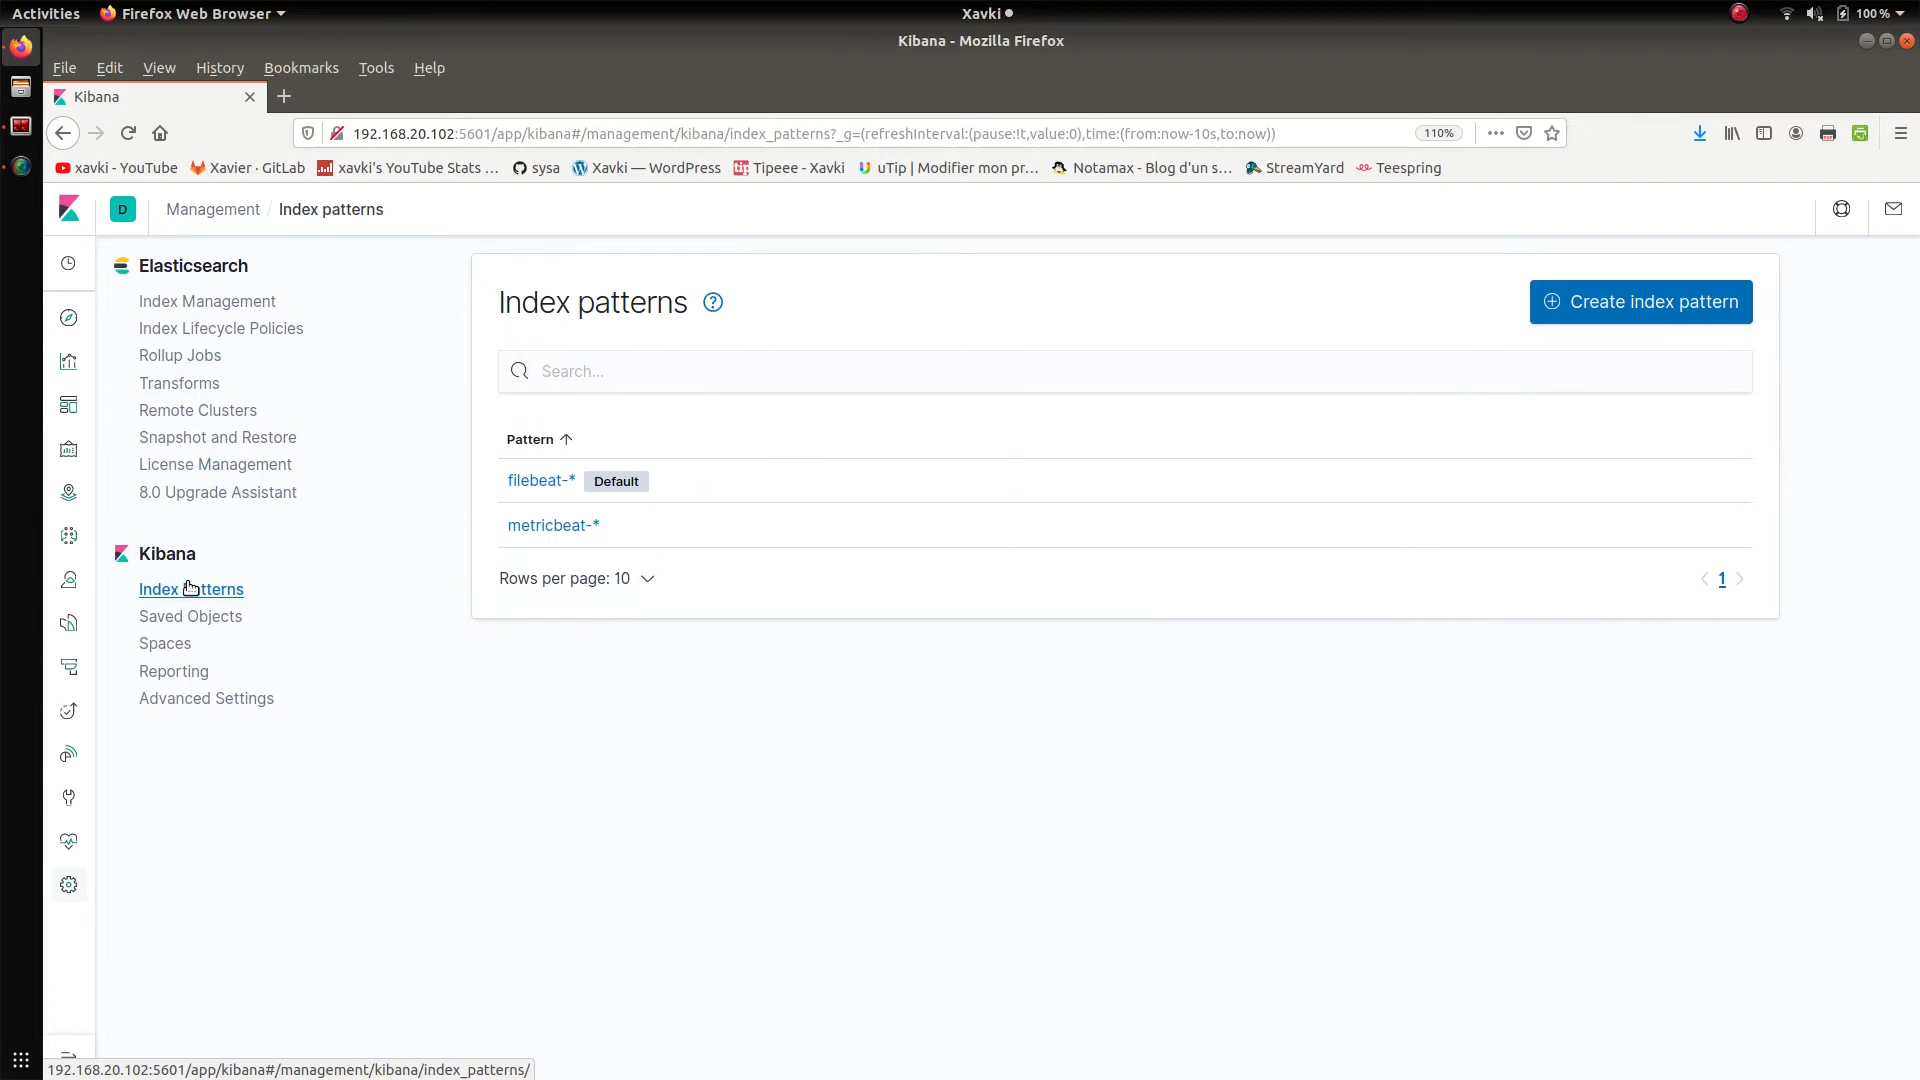 Activities
Firefox Web Browser
Xavki
100 %
Kibana - Mozilla Firefox
File Edit View History Bookmarks Tools Help
Kibana
192.168.20.102:5601/app/kibana#/management/kibana/index_patterns?_g=(refreshInterval:(pause:!t,value:0),time:(from:now-10s,to:now))
110%
xavki - YouTube
Xavier · GitLab
xavki's YouTube Stats ...
sysa
Xavki — WordPress
Tipeee - Xavki
uTip | Modifier mon pr...
Notamax - Blog d'un s...
StreamYard
Teespring
D
Management / Index patterns
Elasticsearch
Index Management
Index Lifecycle Policies
Rollup Jobs
Transforms
Remote Clusters
Snapshot and Restore
License Management
8.0 Upgrade Assistant
Kibana
Index Patterns
Saved Objects
Spaces
Reporting
Advanced Settings
Index patterns
Create index pattern
Search...
Pattern
filebeat-* Default
metricbeat-*
Rows per page: 10
1
192.168.20.102:5601/app/kibana#/management/kibana/index_patterns/